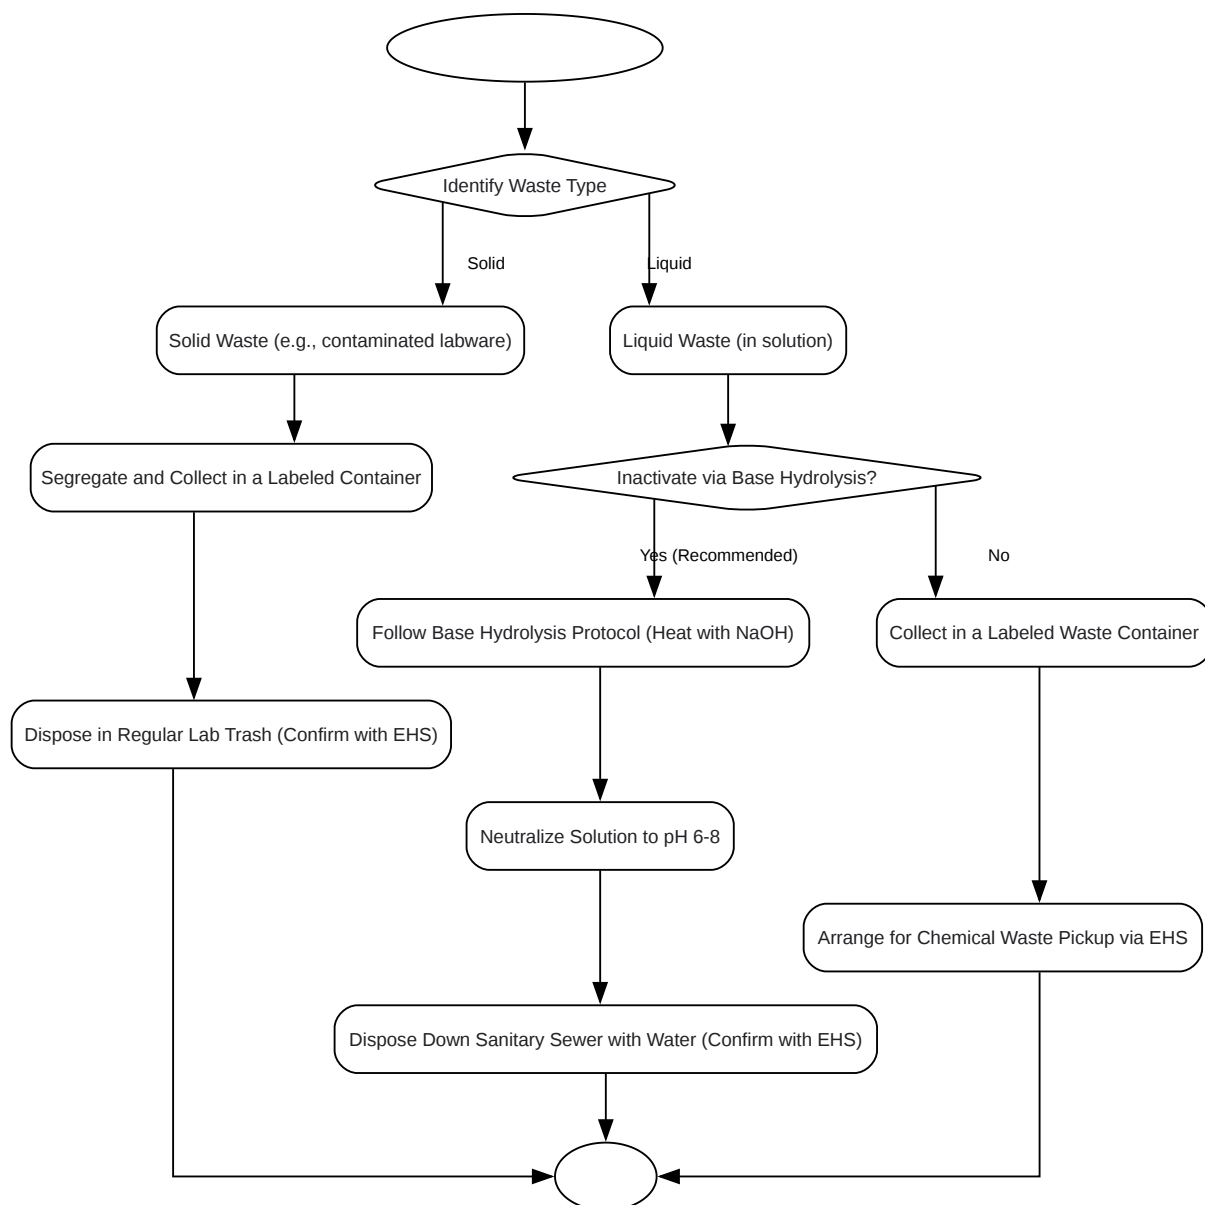 Identify Waste Type
Solid
Liquid
Solid Waste (e.g., contaminated labware)
Liquid Waste (in solution)
Segregate and Collect in a Labeled Container
Inactivate via Base Hydrolysis?
Yes (Recommended)
No
Follow Base Hydrolysis Protocol (Heat with NaOH)
Collect in a Labeled Waste Container
Dispose in Regular Lab Trash (Confirm with EHS)
Neutralize Solution to pH 6-8
Arrange for Chemical Waste Pickup via EHS
Dispose Down Sanitary Sewer with Water (Confirm with EHS)